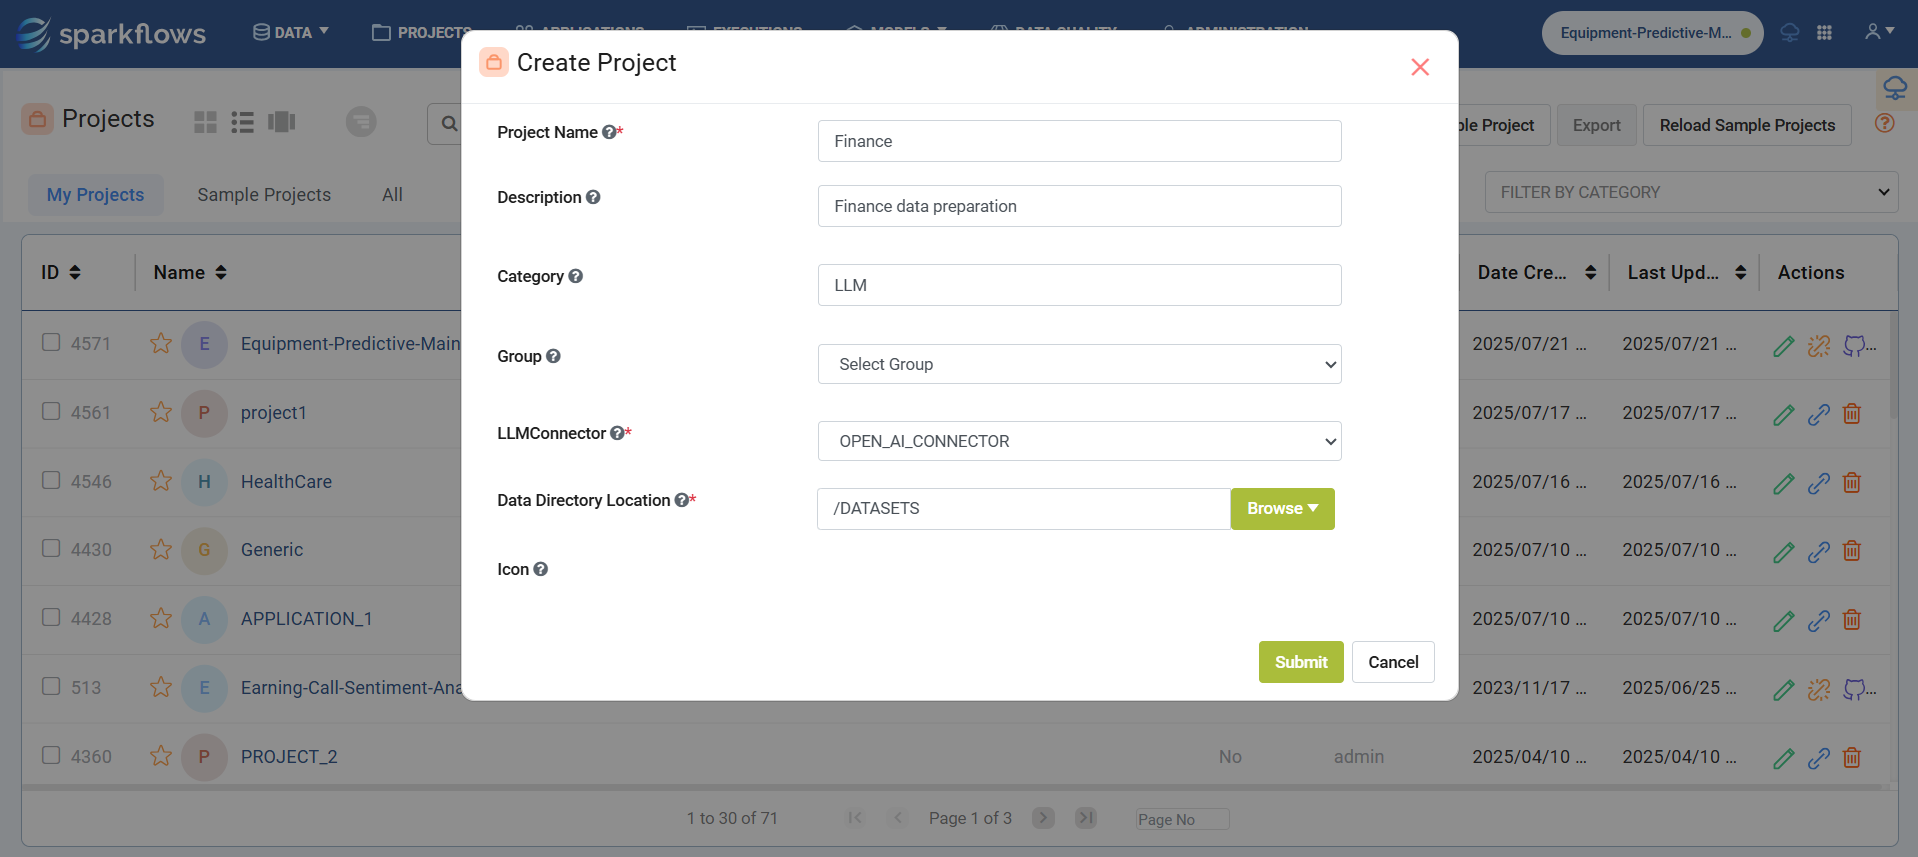 sparkflows
DATA
PROJECTS
APPLICATIONS
EXECUTIONS
MODELS
DATA QUALITY
ADMINISTRATION
Equipment-Predictive-M...
Create Project
Projects
ple Project
Export
Reload Sample Projects
My Projects
Sample Projects
All
FILTER BY CATEGORY
Project Name
*
Finance
Description
Finance data preparation
Category
LLM
Group
Select Group
LLMConnector
*
OPEN_AI_CONNECTOR
Data Directory Location
*
/DATASETS
Browse
Icon
Submit
Cancel
ID
Name
Date Cre...
Last Upd...
Actions
4571
E
Equipment-Predictive-Main
2025/07/21 ...
2025/07/21 ...
...
4561
P
project1
2025/07/17 ...
2025/07/17 ...
4546
H
HealthCare
2025/07/16 ...
2025/07/16 ...
4430
G
Generic
2025/07/10 ...
2025/07/10 ...
4428
A
APPLICATION_1
2025/07/10 ...
2025/07/10 ...
513
E
Earning-Call-Sentiment-Ana
2023/11/17 ...
2025/06/25 ...
...
4360
P
PROJECT_2
No
admin
2025/04/10 ...
2025/04/10 ...
1 to 30 of 71
Page 1 of 3
Page No